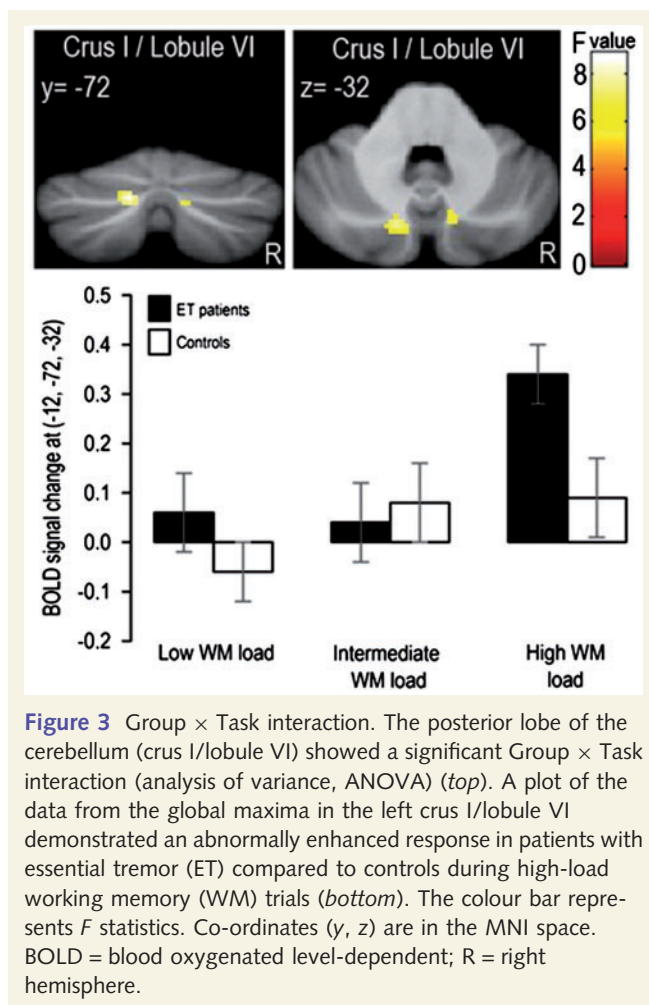 Crus I / Lobule VI
y= -72
R
Crus I / Lobule VI
z= -32
R
F value
8
6
4
2
0
BOLD signal change at (-12, -72, -32)
0.5
0.4
0.3
0.2
0.1
0.0
-0.1
-0.2
ET patients
Controls
Low WM load
Intermediate
WM load
High WM
load
Figure 3 Group × Task interaction. The posterior lobe of the
cerebellum (crus I/lobule VI) showed a significant Group × Task
interaction (analysis of variance, ANOVA) (top). A plot of the
data from the global maxima in the left crus I/lobule VI
demonstrated an abnormally enhanced response in patients with
essential tremor (ET) compared to controls during high-load
working memory (WM) trials (bottom). The colour bar repre-
sents F statistics. Co-ordinates (y, z) are in the MNI space.
BOLD = blood oxygenated level-dependent; R = right
hemisphere.